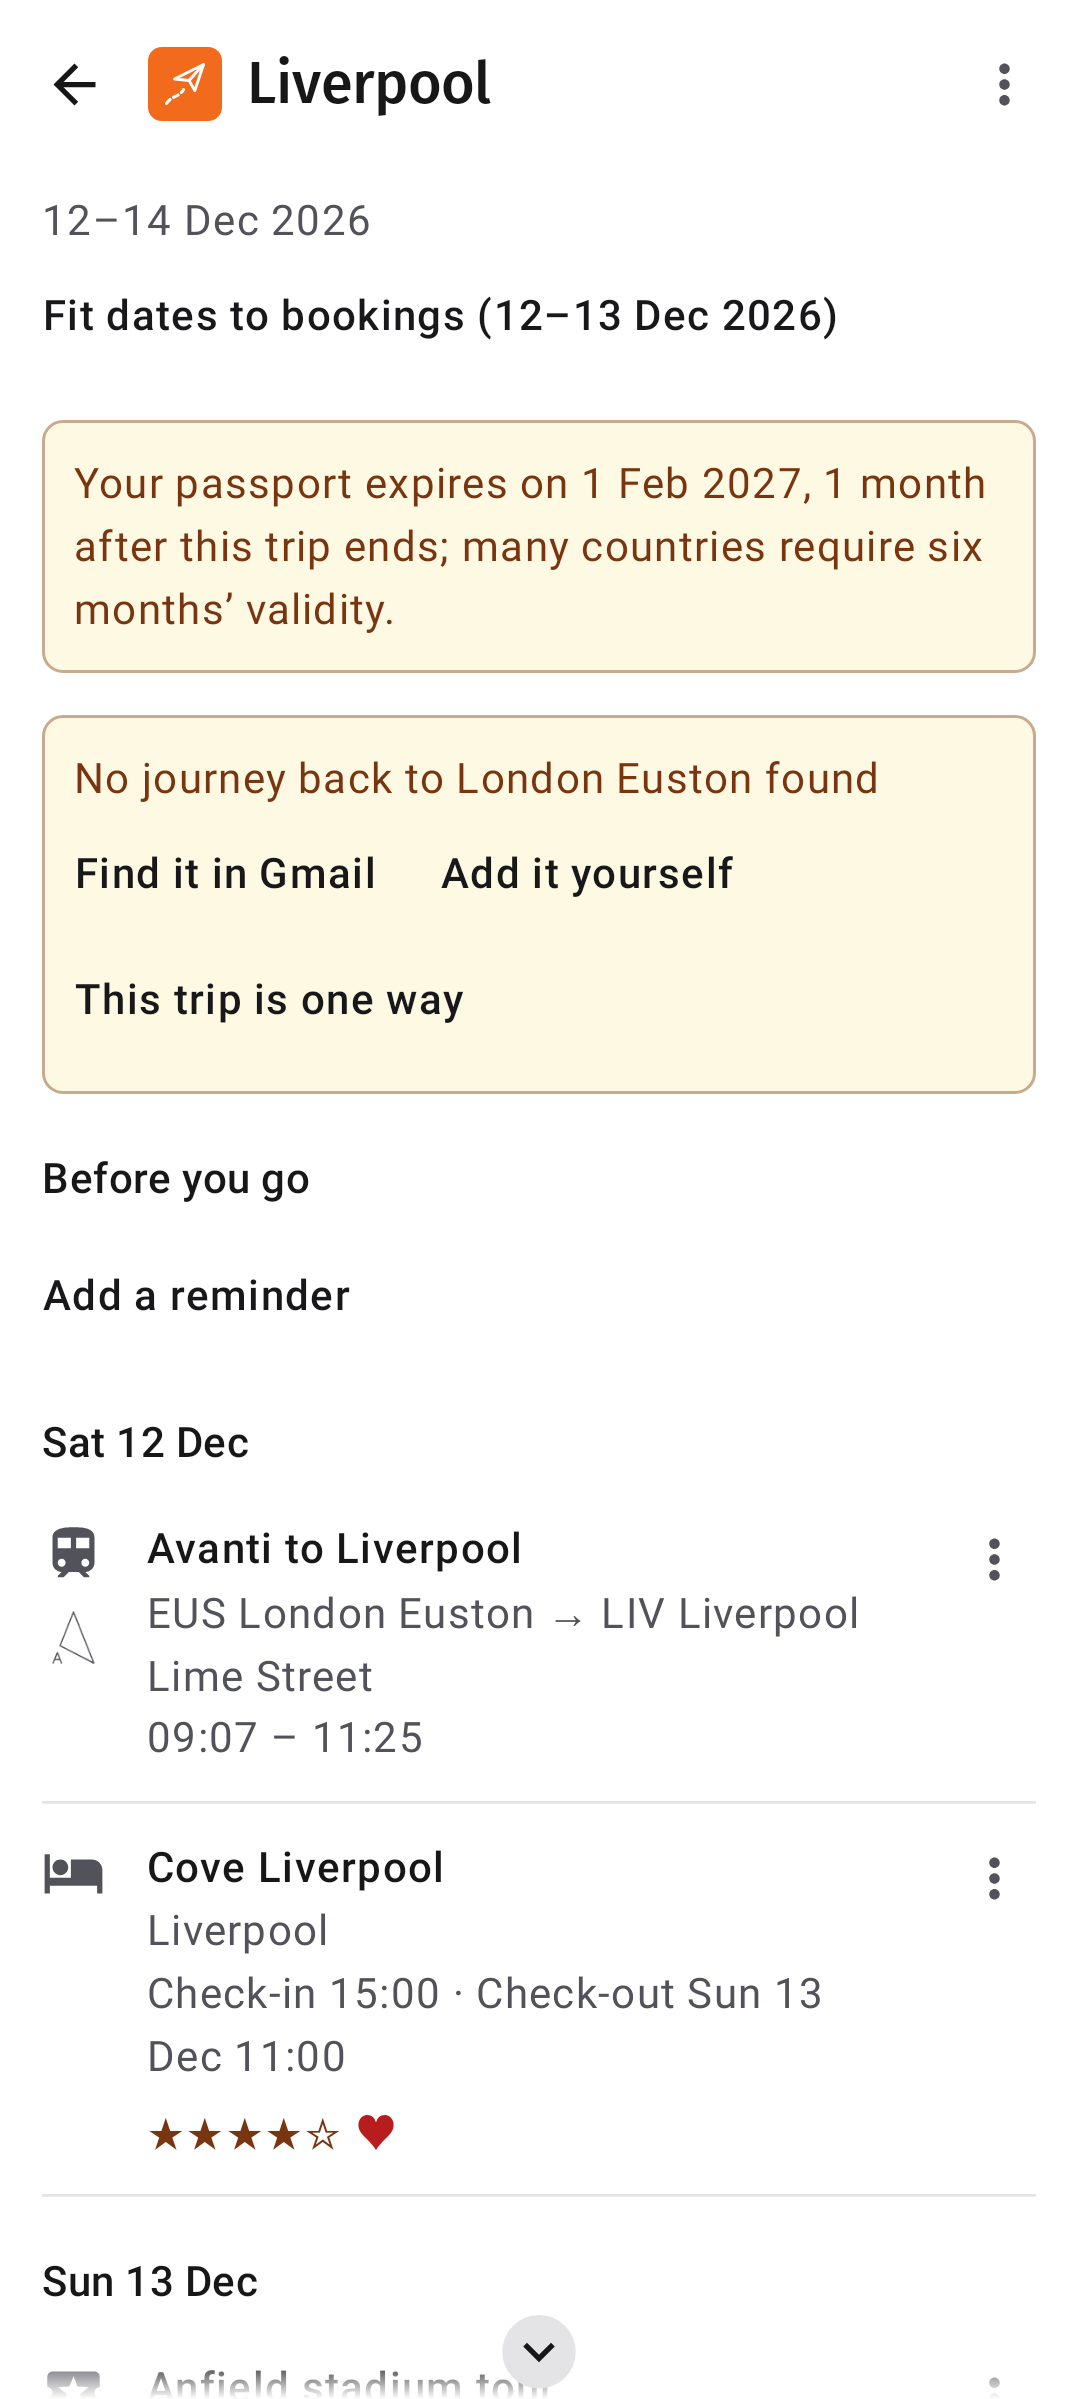 Liverpool
12–14 Dec 2026
Fit dates to bookings (12–13 Dec 2026)
Your passport expires on 1 Feb 2027, 1 month
after this trip ends; many countries require six
months’ validity.
No journey back to London Euston found
Find it in Gmail
Add it yourself
This trip is one way
Before you go
Add a reminder
Sat 12 Dec
Avanti to Liverpool
EUS London Euston → LIV Liverpool
Lime Street
09:07 – 11:25
A
Cove Liverpool
Liverpool
Check-in 15:00 · Check-out Sun 13
Dec 11:00
★★★★☆ ♥
Sun 13 Dec
Anfield stadium tour